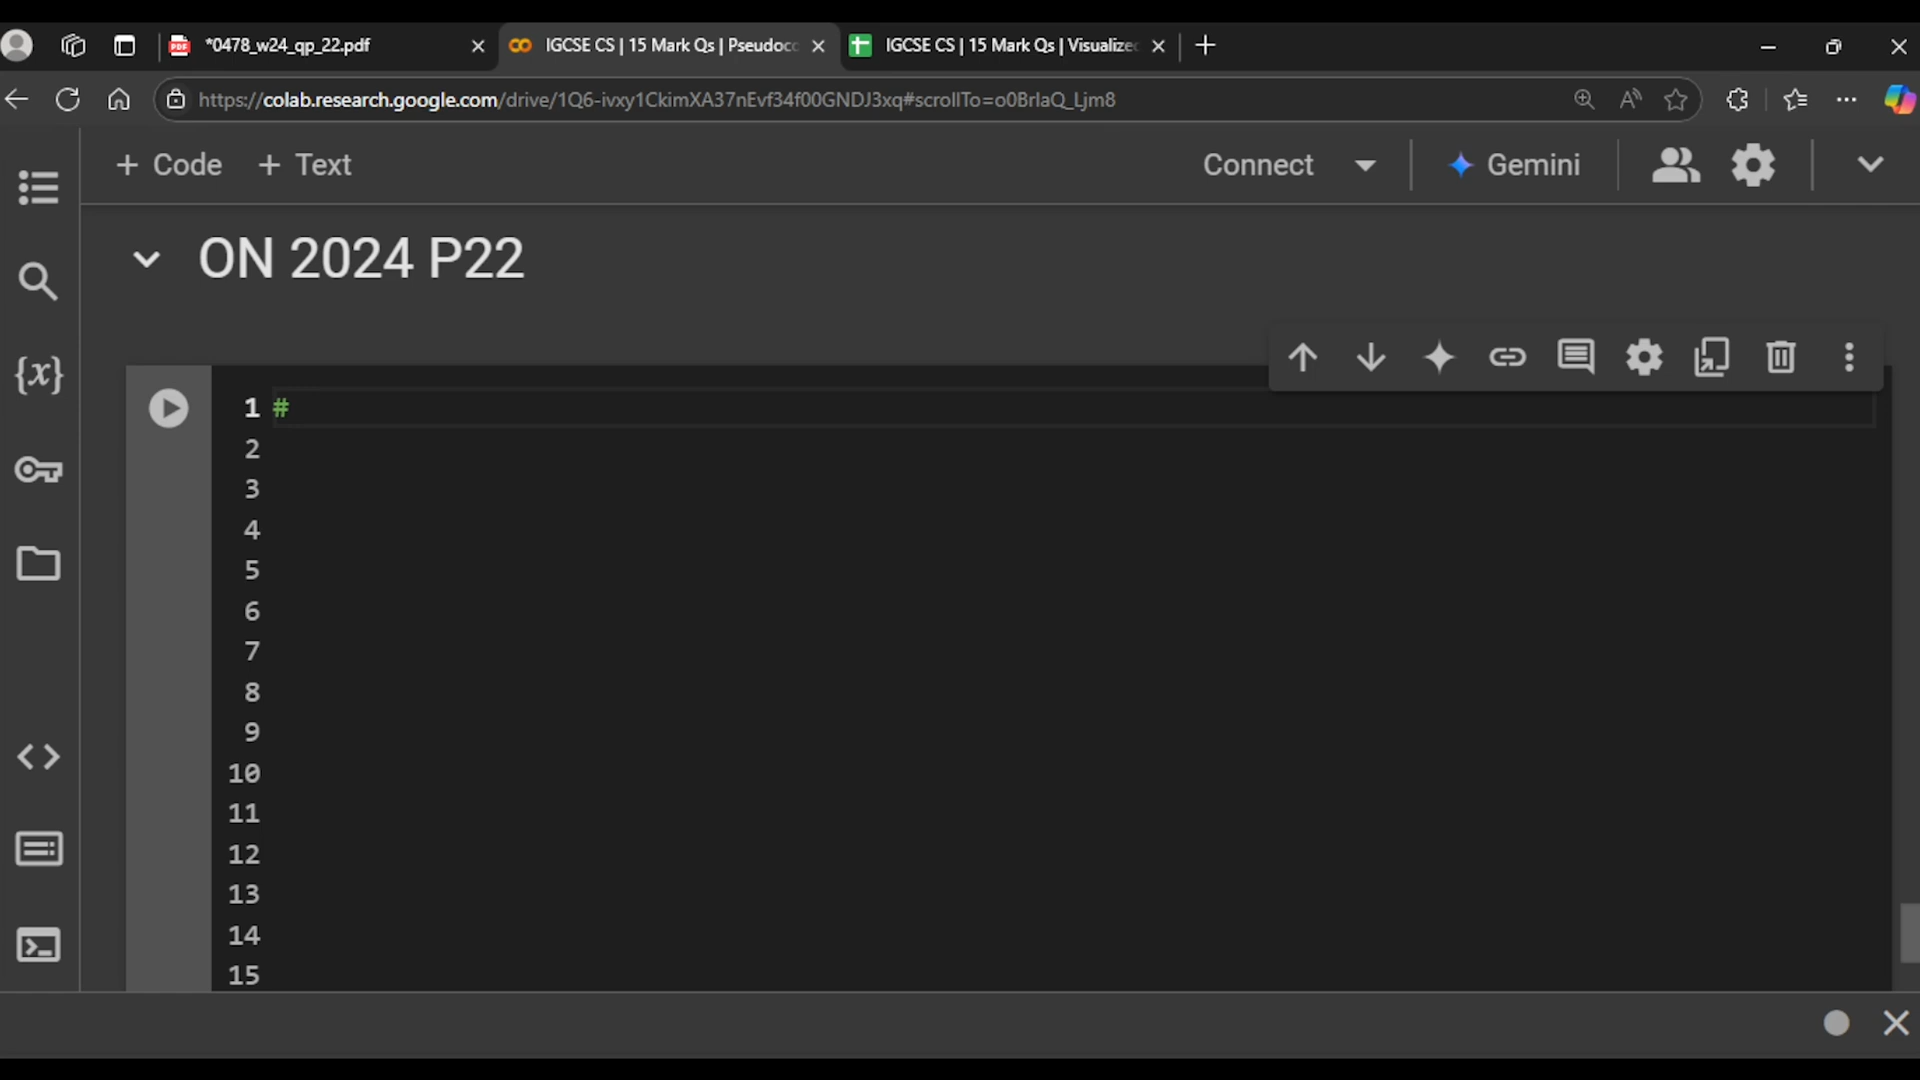 *0478_w24_qp_22.pdf
IGCSE CS | 15 Mark Qs | Pseudoc
IGCSE CS | 15 Mark Qs | Visualize
https://colab.research.google.com/drive/1Q6-ivxy1CkimXA37nEvf34f00GNDJ3xq#scrollTo=o0BrlaQ_Ljm8
+ Code + Text
Connect
Gemini
ON 2024 P22
1 #
2
3
4
5
6
7
8
9
10
11
12
13
14
15